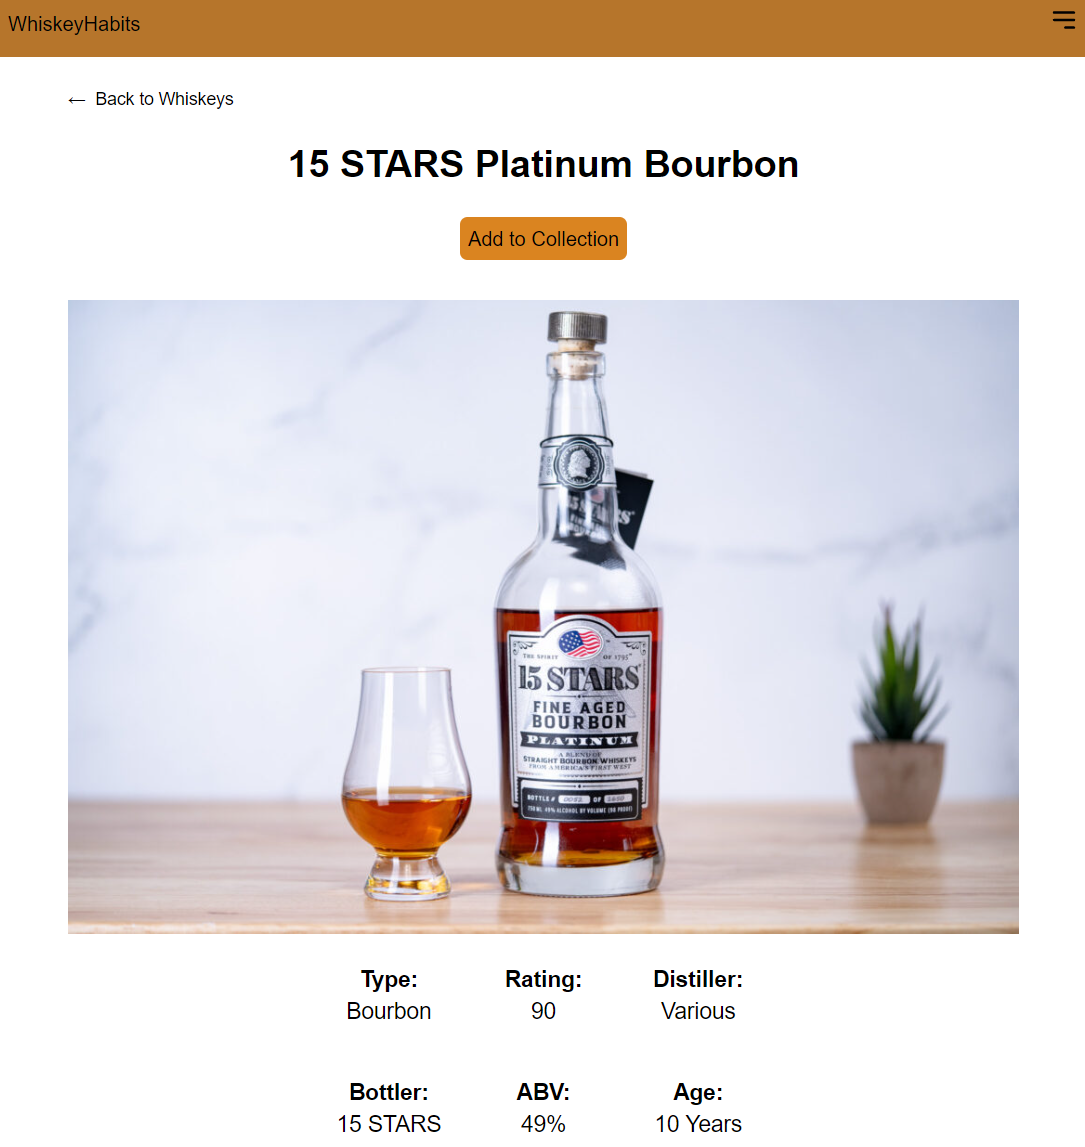 WhiskeyHabits
← Back to Whiskeys
15 STARS Platinum Bourbon
Add to Collection
THE SPIRIT OF 1795
15 STARS
FINE AGED
BOURBON
PLATINUM
A BLEND OF
STRAIGHT BOURBON WHISKEYS
FROM AMERICA'S FIRST WEST
BOTTLE # OF
750 ML 49% ALCOHOL BY VOLUME (98 PROOF)
Type: Rating: Distiller:
Bourbon 90 Various
Bottler: ABV: Age:
15 STARS 49% 10 Years